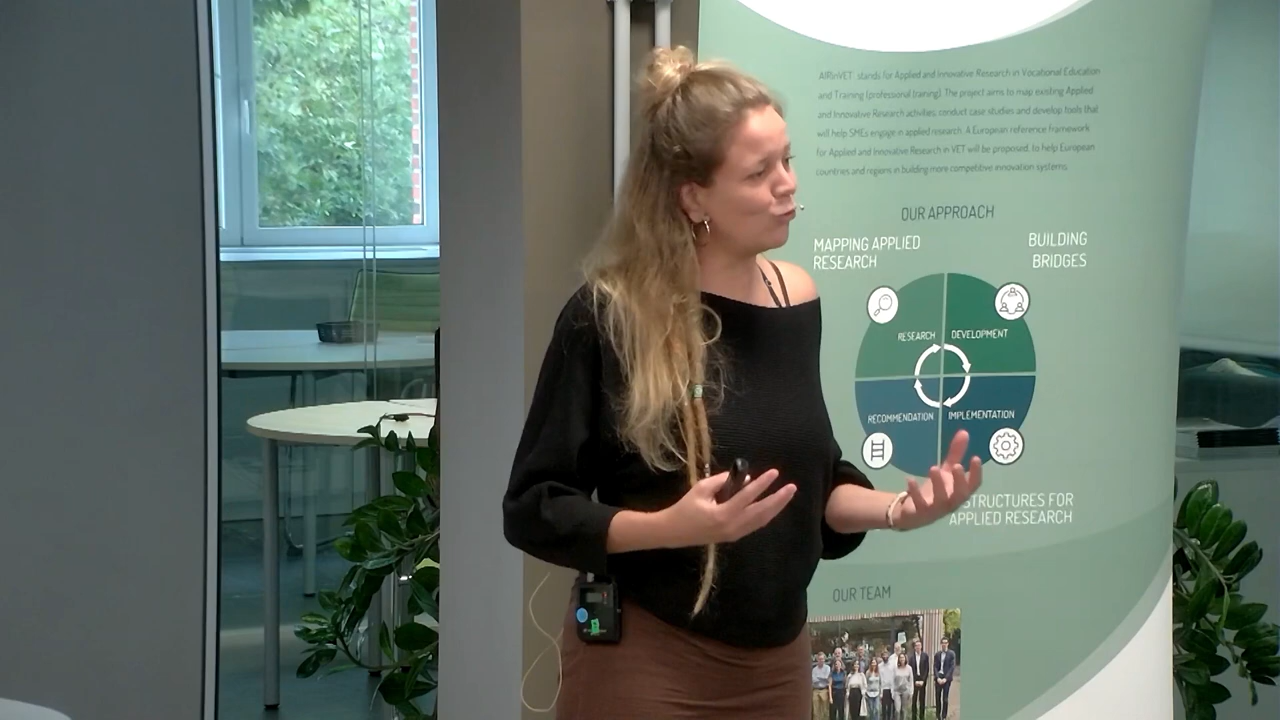 AIRinVET stands for Applied and Innovative Research in Vocational Education
and Training (professional training). The project aims to map existing Applied
and Innovative Research activities, conduct case studies and develop tools that
will help SMEs engage in applied research. A European reference framework
for Applied and Innovative Research in VET will be proposed, to help European
countries and regions in building more competitive innovation systems.
OUR APPROACH
MAPPING APPLIED
RESEARCH
BUILDING
BRIDGES
RESEARCH
DEVELOPMENT
RECOMMENDATION
IMPLEMENTATION
STRUCTURES FOR
APPLIED RESEARCH
OUR TEAM